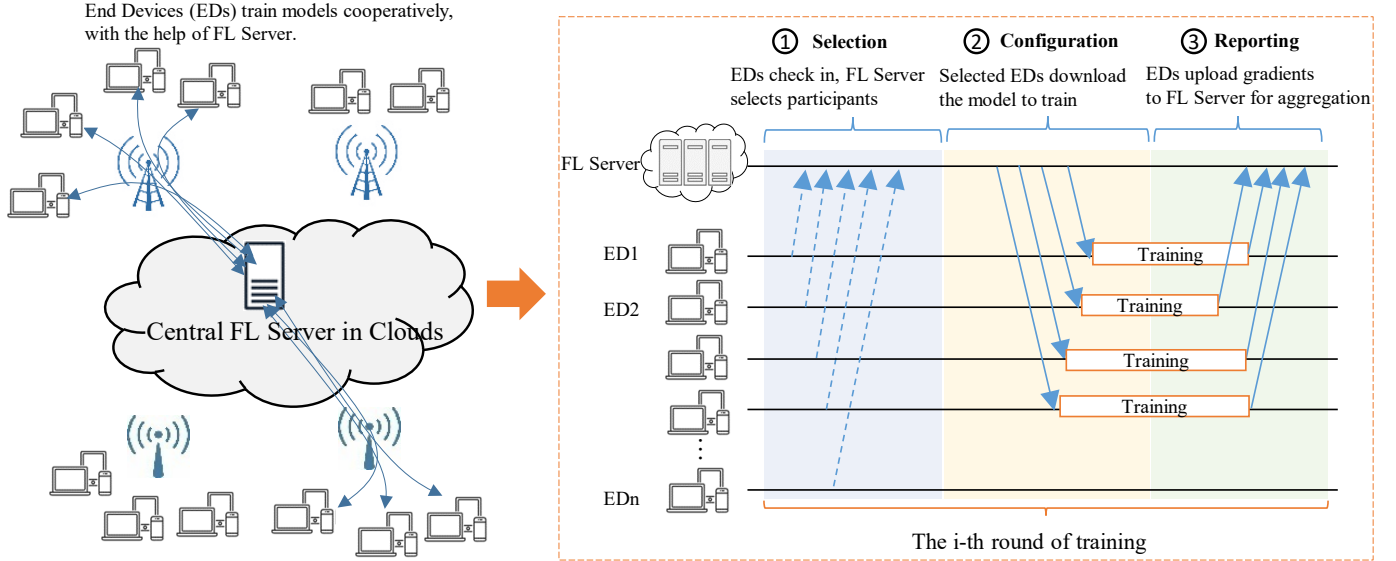 End Devices (EDs) train models cooperatively,
with the help of FL Server.
Central FL Server in Clouds
① Selection
EDs check in, FL Server
selects participants
② Configuration
Selected EDs download
the model to train
③ Reporting
EDs upload gradients
to FL Server for aggregation
FL Server
ED1
Training
ED2
Training
Training
Training
EDn
The i-th round of training